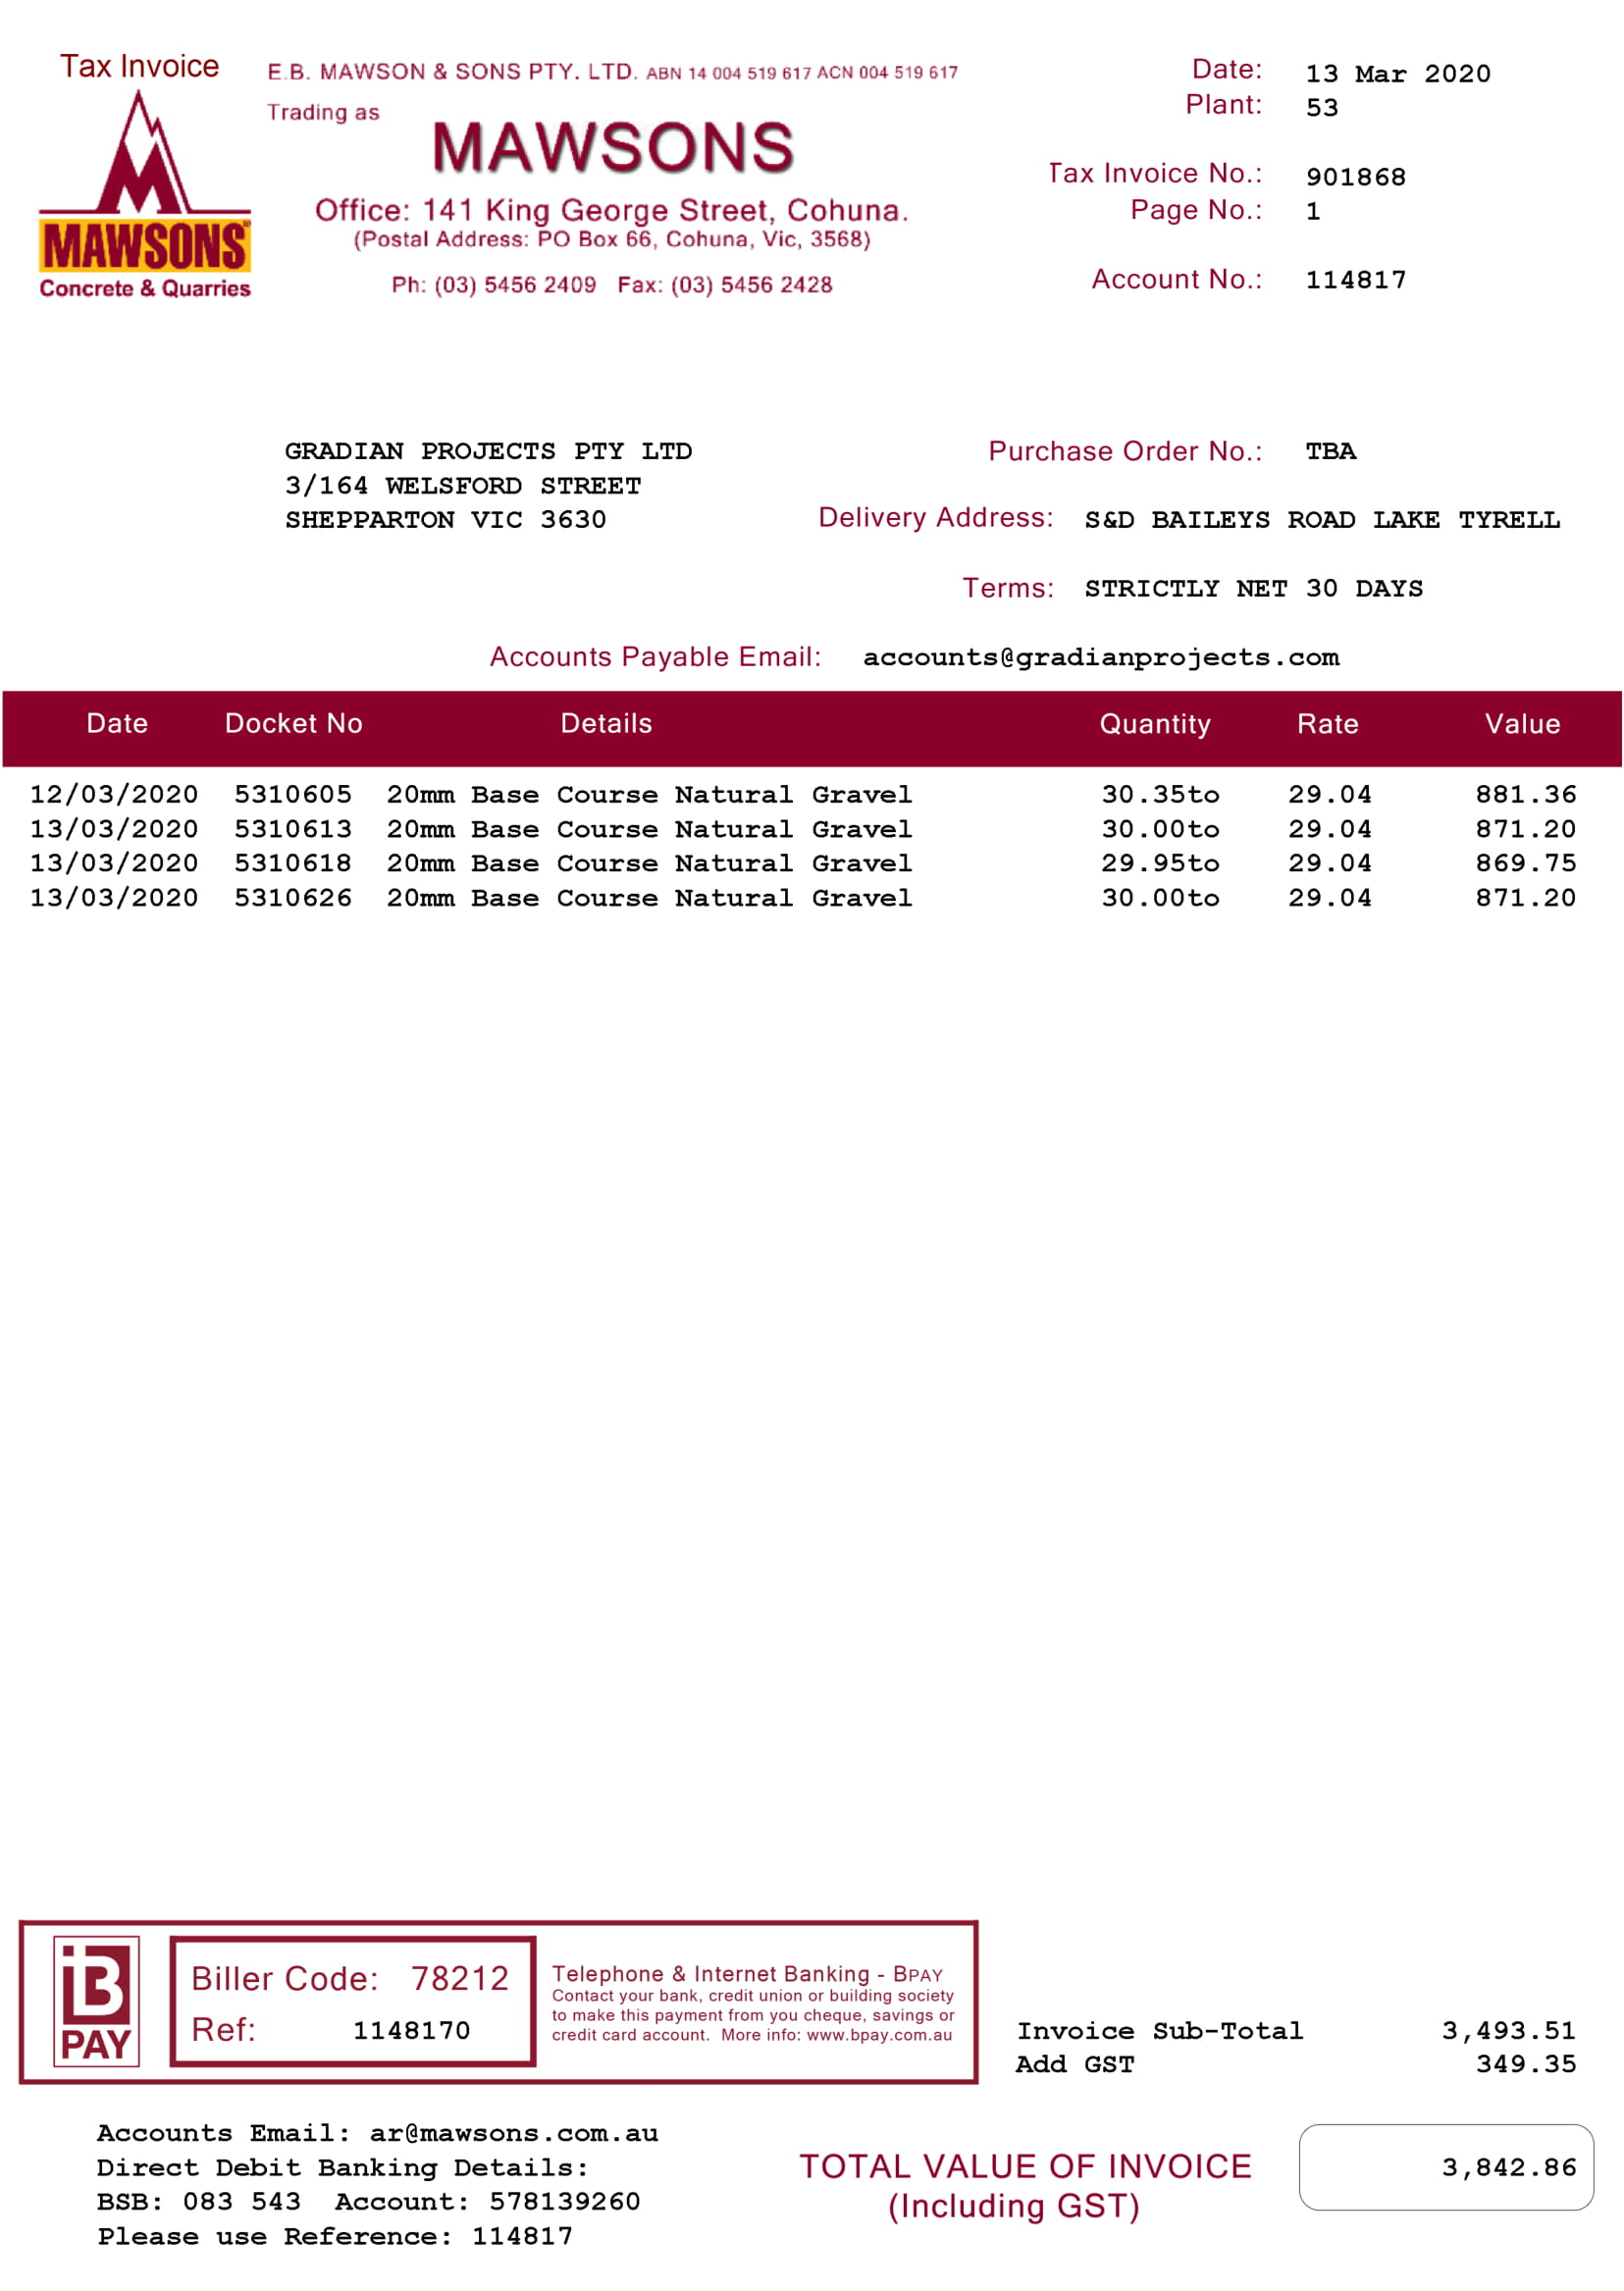 Tax Invoice
E.B. MAWSON & SONS PTY. LTD. ABN 14 004 519 617 ACN 004 519 617
Trading as
MAWSONS
Office: 141 King George Street, Cohuna.
(Postal Address: PO Box 66, Cohuna, Vic, 3568)
Ph: (03) 5456 2409 Fax: (03) 5456 2428
MAWSONS
Concrete & Quarries
Date: 13 Mar 2020
Plant: 53
Tax Invoice No.: 901868
Page No.: 1
Account No.: 114817
GRADIAN PROJECTS PTY LTD
3/164 WELSFORD STREET
SHEPPARTON VIC 3630
Purchase Order No.: TBA
Delivery Address: S&D BAILEYS ROAD LAKE TYRELL
Terms: STRICTLY NET 30 DAYS
Accounts Payable Email: accounts@gradianprojects.com
Date Docket No Details Quantity Rate Value
12/03/2020 5310605 20mm Base Course Natural Gravel 30.35to 29.04 881.36
13/03/2020 5310613 20mm Base Course Natural Gravel 30.00to 29.04 871.20
13/03/2020 5310618 20mm Base Course Natural Gravel 29.95to 29.04 869.75
13/03/2020 5310626 20mm Base Course Natural Gravel 30.00to 29.04 871.20
B
PAY
Biller Code: 78212
Ref: 1148170
Telephone & Internet Banking - BPAY
Contact your bank, credit union or building society
to make this payment from you cheque, savings or
credit card account. More info: www.bpay.com.au
Invoice Sub-Total 3,493.51
Add GST 349.35
Accounts Email: ar@mawsons.com.au
Direct Debit Banking Details:
BSB: 083 543 Account: 578139260
Please use Reference: 114817
TOTAL VALUE OF INVOICE 3,842.86
(Including GST)